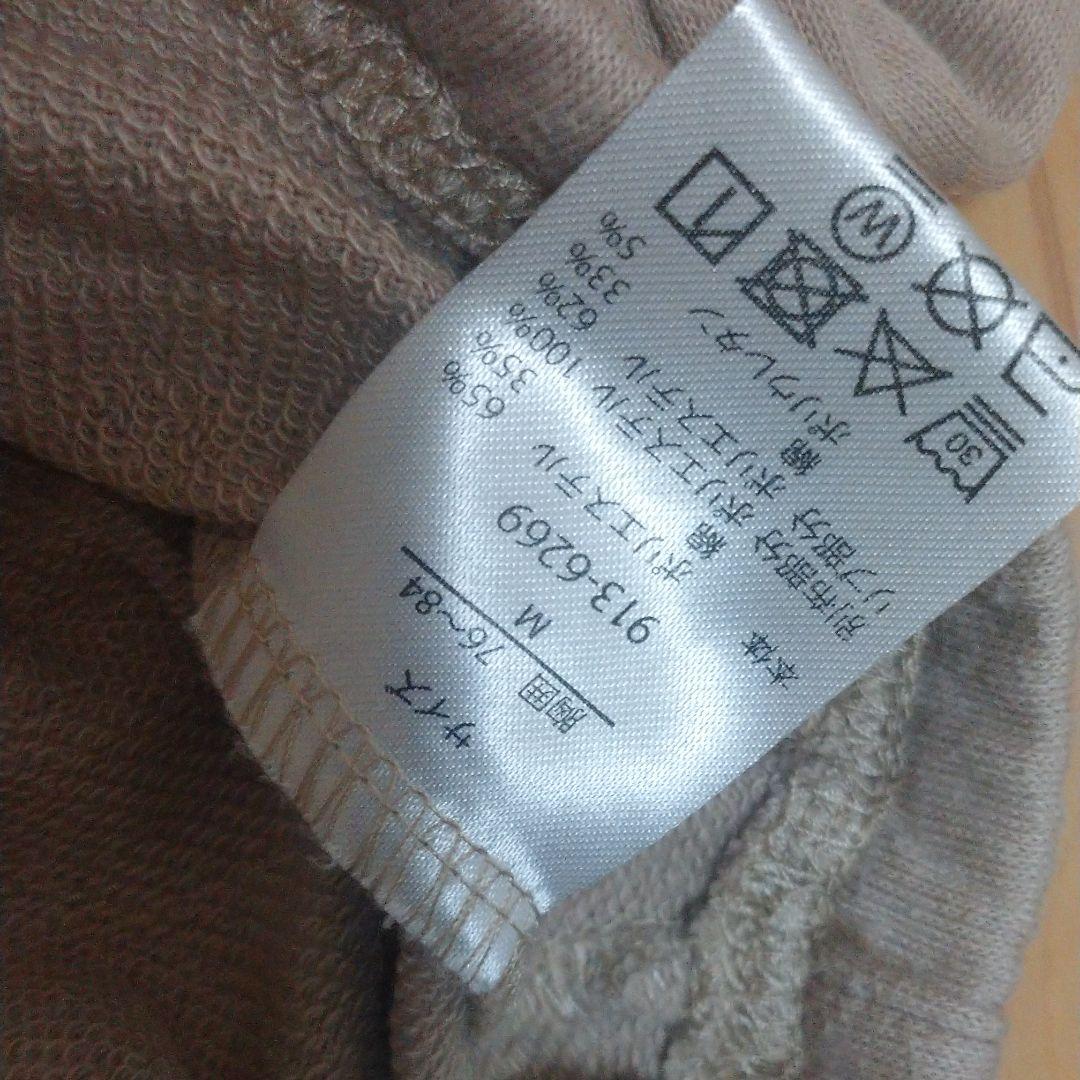 サイズ
胸囲 76～84
M
913-6269
本体 ポリエステル 65%
綿 35%
別布部分 ポリエステル 100%
リブ部分 綿 62%
ポリエステル 33%
ポリウレタン 5%
30
W